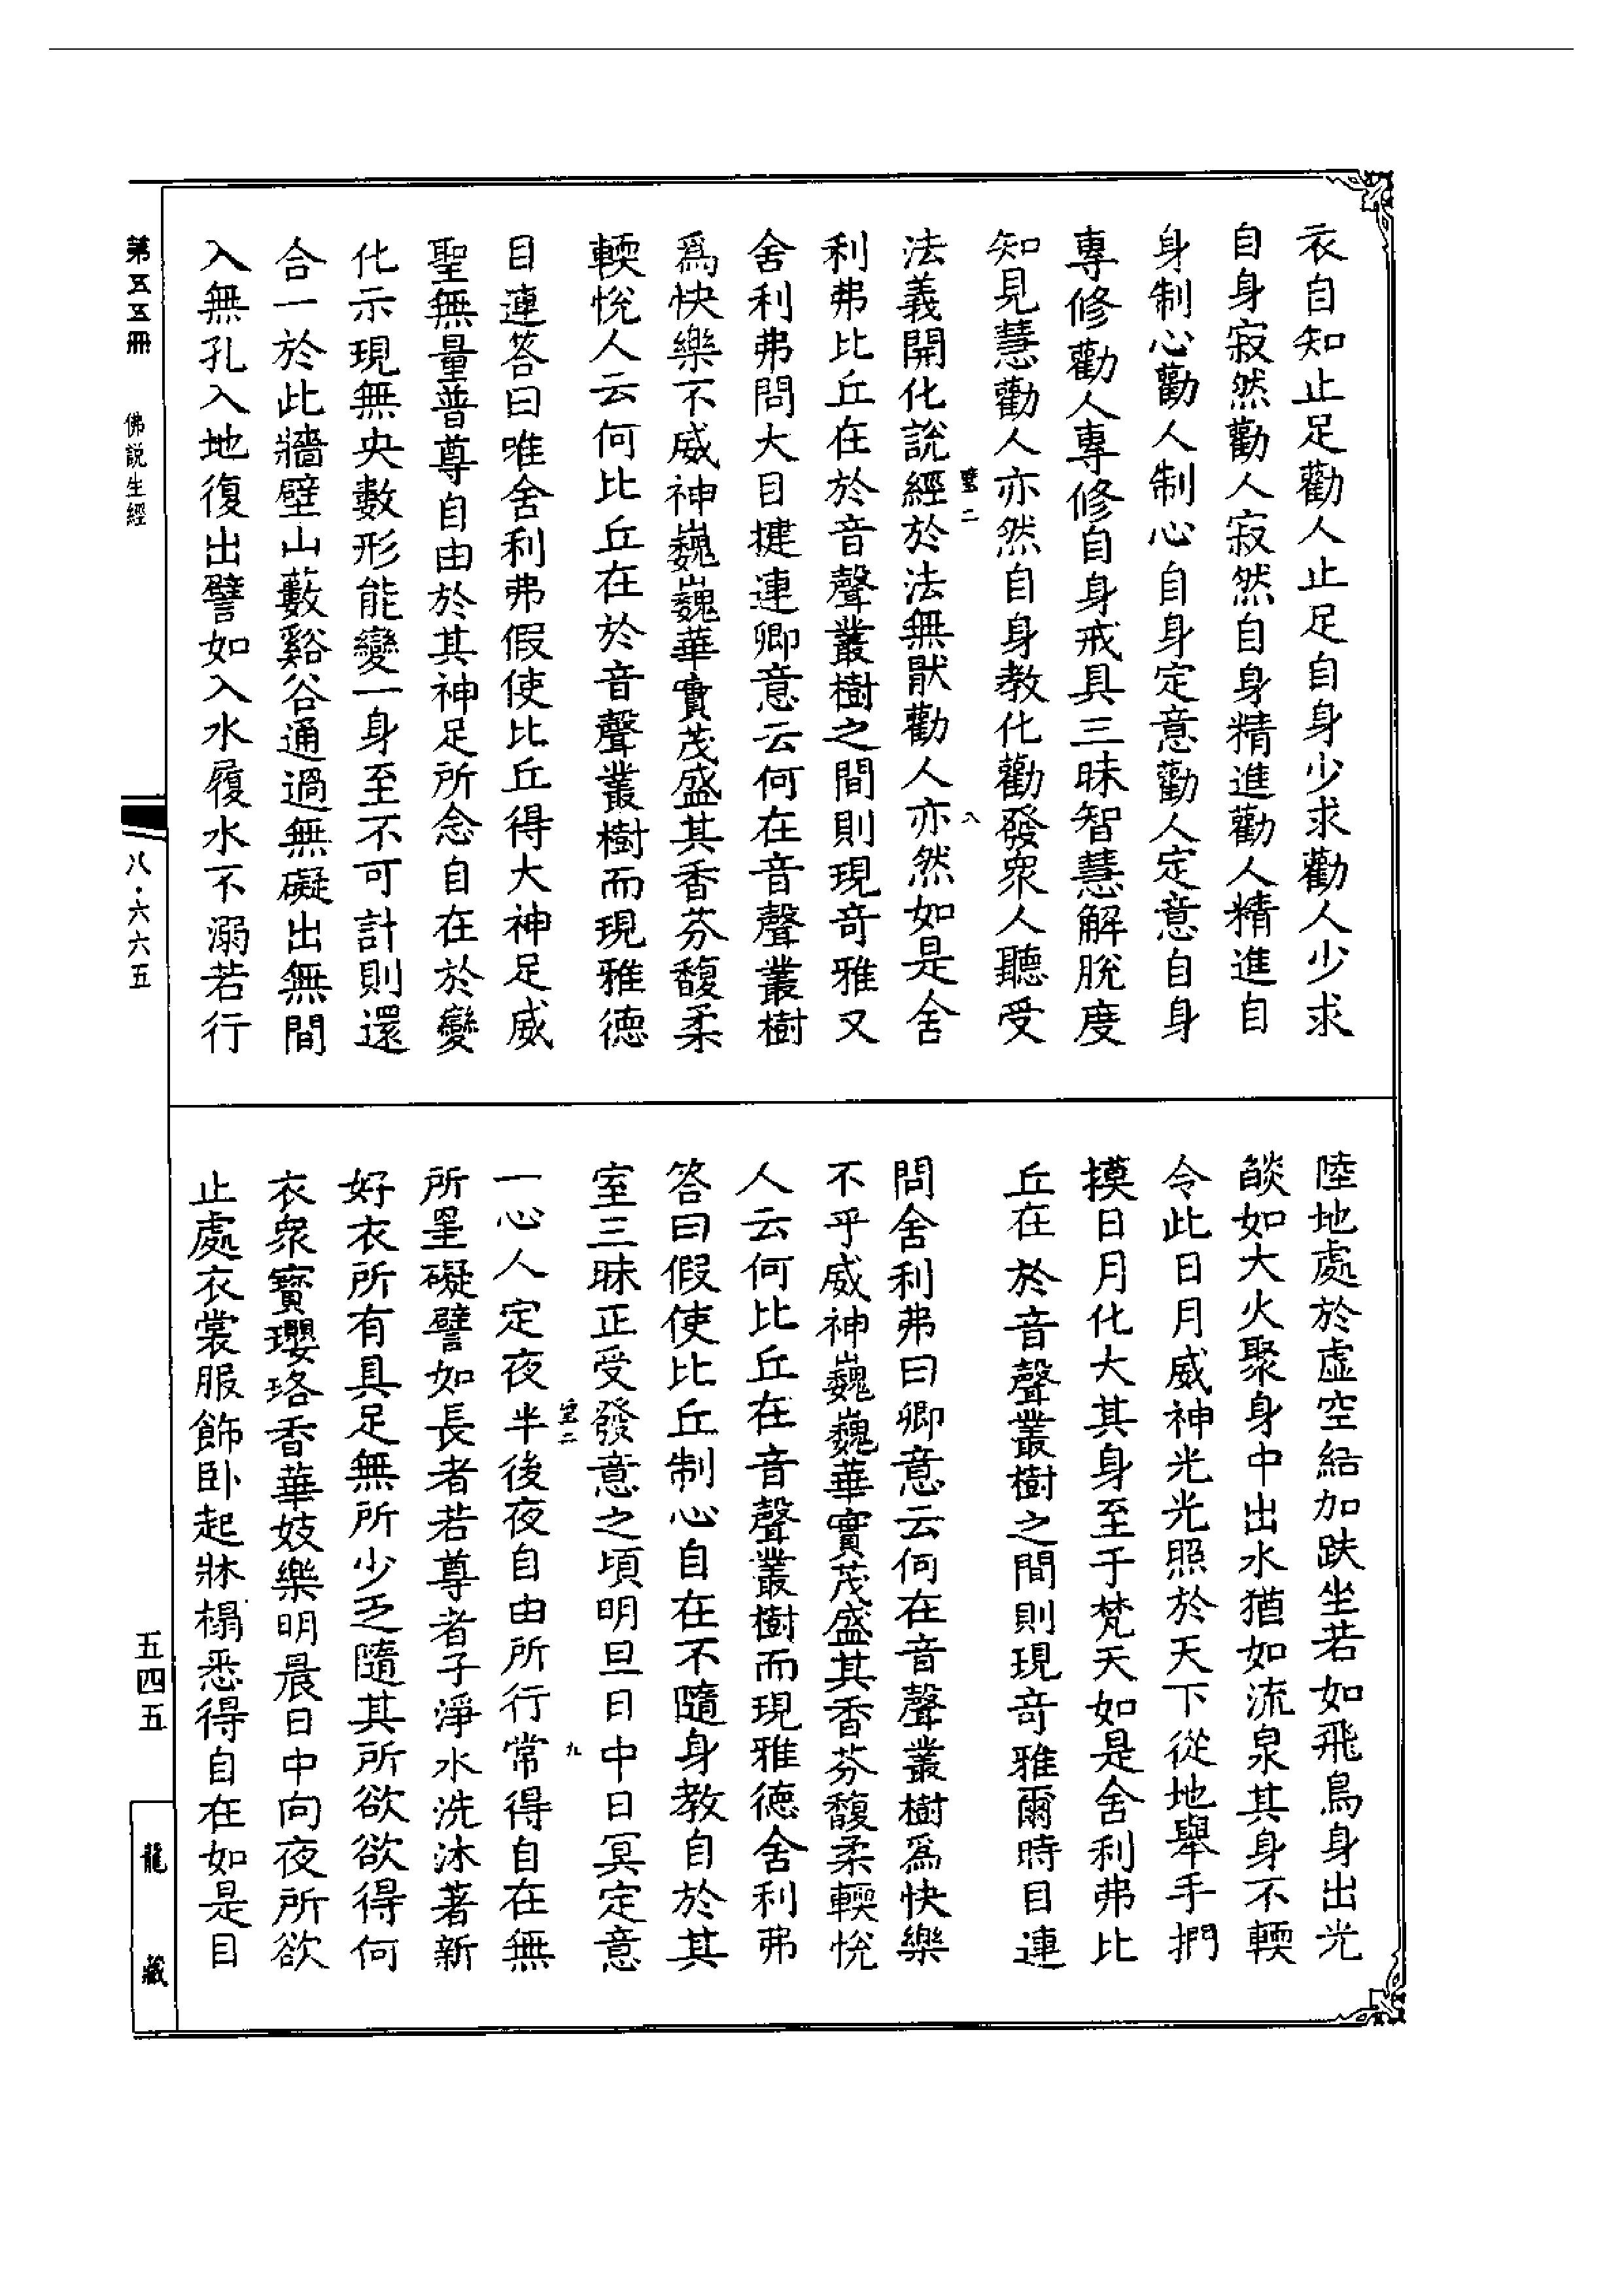 衣自知止足勸人止足自身少求勸人少求
自身寂然勸人寂然自身精進勸人精進自
身制心勸人制心自身定意勸人定意自身
專修勸人專修自身戒具三昧智慧解脫度
知見慧勸人亦然自身教化勸發衆人聽受
二
八
法義開化說經於法無猒勸人亦然如是舍
利弗比丘在於音聲叢樹之間則現奇雅又
舍利弗問大目揵連卿意云何在音聲叢樹
爲快樂不威神巍巍華實茂盛其香芬馥柔
輭悅人云何比丘在於音聲叢樹而現雅德
目連答曰唯舍利弗假使比丘得大神足威
聖無量普尊自由於其神足所念自在於變
化示現無央數形能變一身至不可計則還
合一於此牆壁山藪谿谷通過無礙出無間
入無孔入地復出譬如入水履水不溺若行
陸地處於虛空結加趺坐若如飛鳥身出光
燄如大火聚身中出水猶如流泉其身不輭
令此日月威神光光照於天下從地舉手捫
摸日月化大其身至于梵天如是舍利弗比
丘在於音聲叢樹之間則現奇雅爾時目連
問舍利弗曰卿意云何在音聲叢樹爲快樂
不乎威神巍巍華實茂盛其香芬馥柔輭悅
人云何比丘在音聲叢樹而現雅德舍利弗
答曰假使比丘制心自在不隨身教自於其
室三昧正受發意之頃明旦日中日冥定意
二
九
一心人定夜半後夜自由所行常得自在無
所罣礙譬如長者若尊者子淨水洗沐著新
好衣所有具足無所少乏隨其所欲欲得何
衣衆寶瓔珞香華妓樂明晨日中向夜所欲
止處衣裳服飾臥起牀榻悉得自在如是目
第五五冊
佛説生經
八·六六五
五四五
龍藏